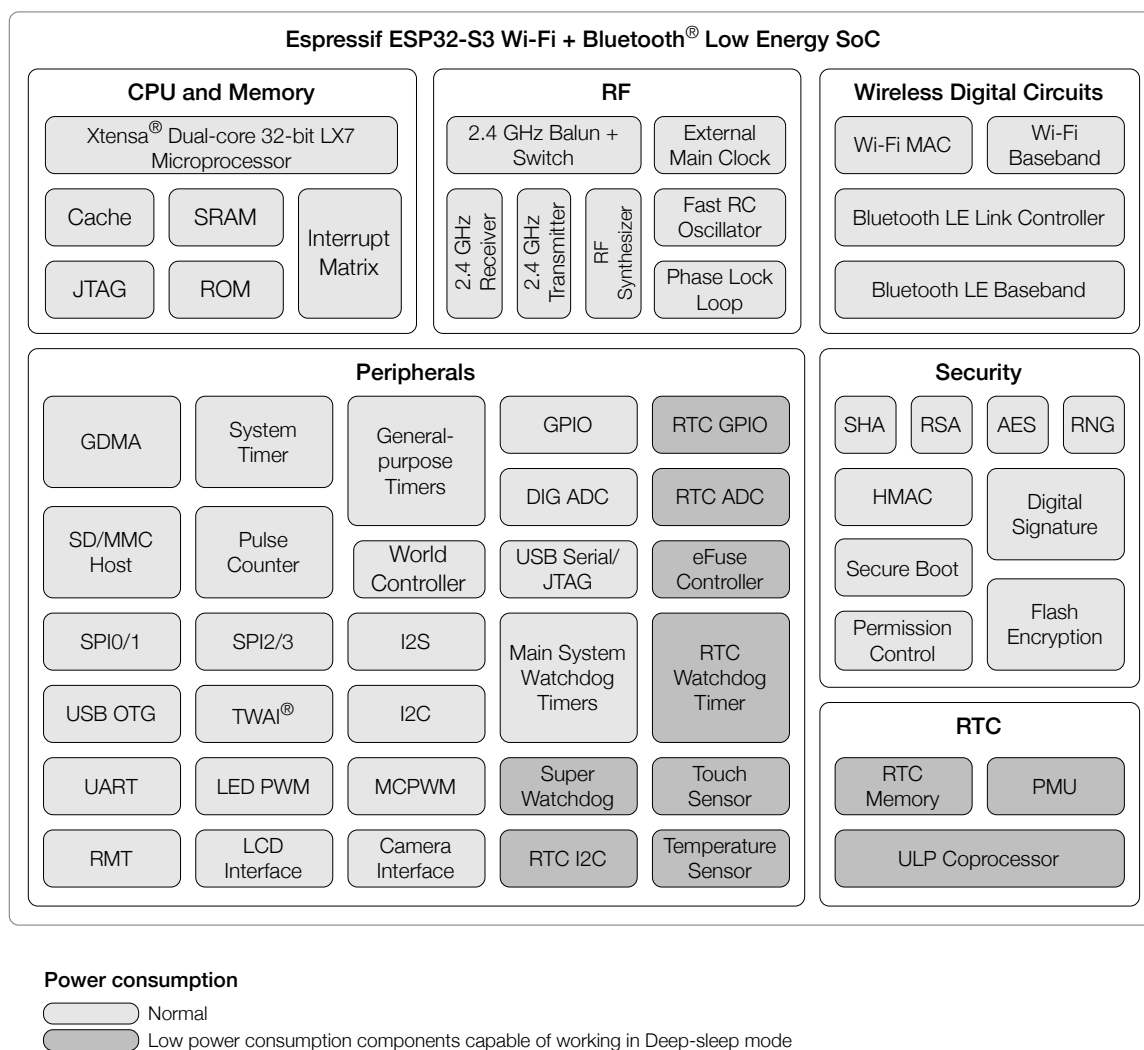 Espressif ESP32-S3 Wi-Fi + Bluetooth® Low Energy SoC
CPU and Memory
Xtensa® Dual-core 32-bit LX7
Microprocessor
Cache
SRAM
Interrupt
Matrix
JTAG
ROM
RF
2.4 GHz Balun +
Switch
External
Main Clock
2.4 GHz
Receiver
2.4 GHz
Transmitter
RF
Synthesizer
Fast RC
Oscillator
Phase Lock
Loop
Wireless Digital Circuits
Wi-Fi MAC
Wi-Fi
Baseband
Bluetooth LE Link Controller
Bluetooth LE Baseband
Peripherals
GDMA
System
Timer
General-
purpose
Timers
GPIO
RTC GPIO
DIG ADC
RTC ADC
SD/MMC
Host
Pulse
Counter
World
Controller
USB Serial/
JTAG
eFuse
Controller
SPI0/1
SPI2/3
I2S
Main System
Watchdog
Timers
RTC
Watchdog
Timer
USB OTG
TWAI®
I2C
UART
LED PWM
MCPWM
Super
Watchdog
Touch
Sensor
RMT
LCD
Interface
Camera
Interface
RTC I2C
Temperature
Sensor
Security
SHA
RSA
AES
RNG
HMAC
Digital
Signature
Secure Boot
Flash
Encryption
Permission
Control
RTC
RTC
Memory
PMU
ULP Coprocessor
Power consumption
Normal
Low power consumption components capable of working in Deep-sleep mode